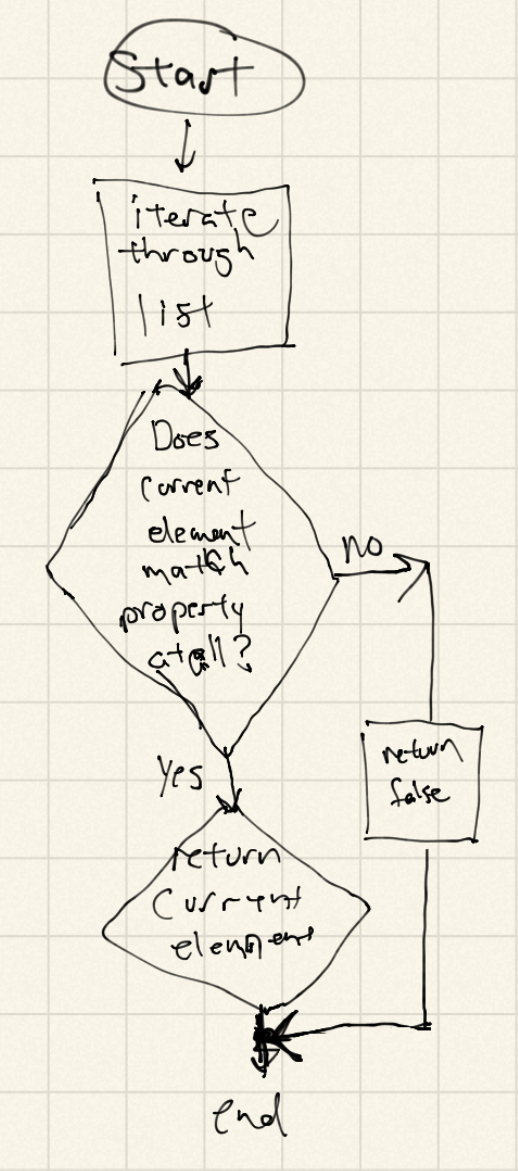 Start
iterate
through
list
Does
current
element
match
property
at all?
no
yes
return
false
return
Current
element
end